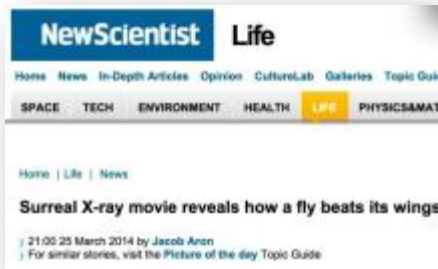 NewScientist Life
Home News In-Depth Articles Opinion CultureLab Galleries Topic Gui
SPACE TECH ENVIRONMENT HEALTH LIFE PHYSICS&MAT
Home | Life | News
Surreal X-ray movie reveals how a fly beats its wings
21:00 25 March 2014 by Jacob Aron
For similar stories, visit the Picture of the day Topic Guide